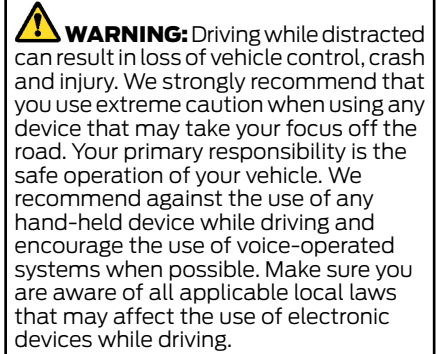 WARNING: Driving while distracted
can result in loss of vehicle control, crash
and injury. We strongly recommend that
you use extreme caution when using any
device that may take your focus off the
road. Your primary responsibility is the
safe operation of your vehicle. We
recommend against the use of any
hand-held device while driving and
encourage the use of voice-operated
systems when possible. Make sure you
are aware of all applicable local laws
that may affect the use of electronic
devices while driving.